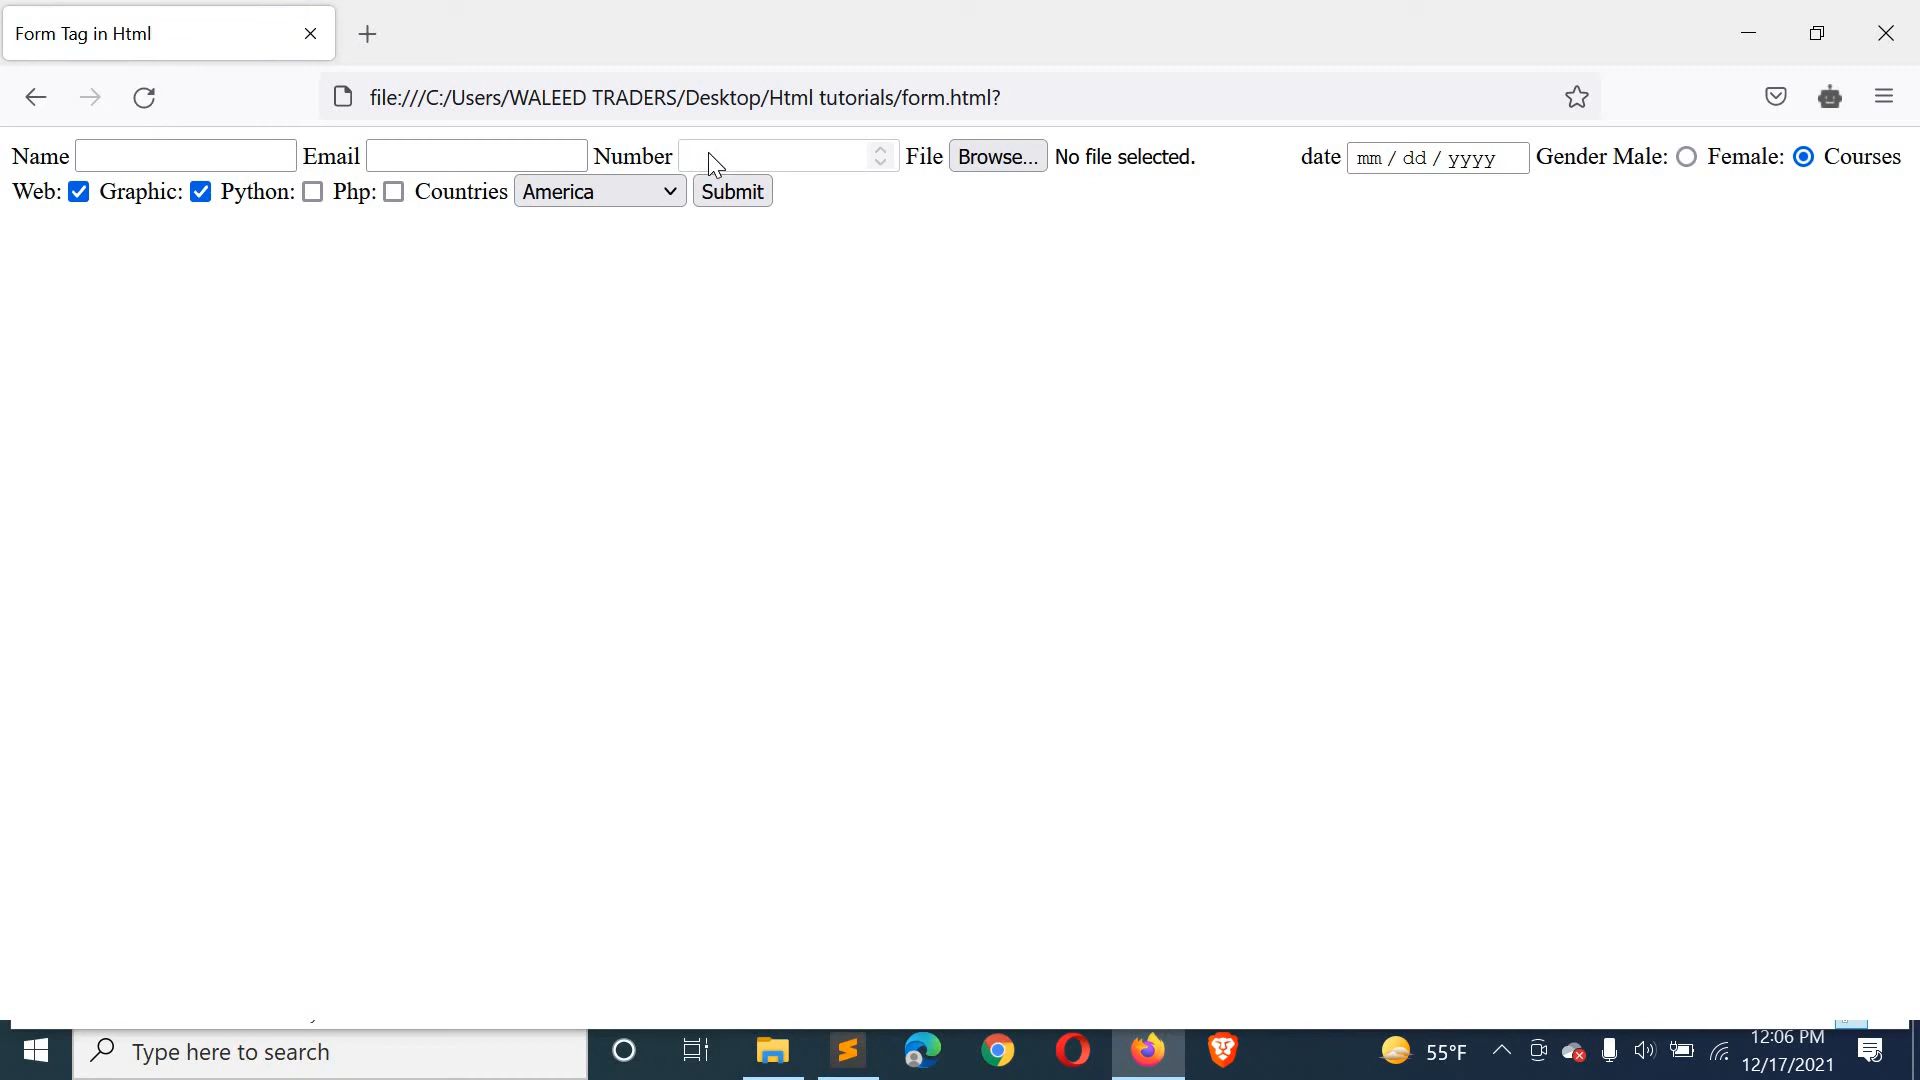 Form Tag in Html
file:///C:/Users/WALEED TRADERS/Desktop/Html tutorials/form.html?
Name Email Number File Browse... No file selected. date mm / dd / yyyy Gender Male: Female: Courses
Web: Graphic: Python: Php: Countries America Submit
Type here to search
55°F
12:06 PM
12/17/2021